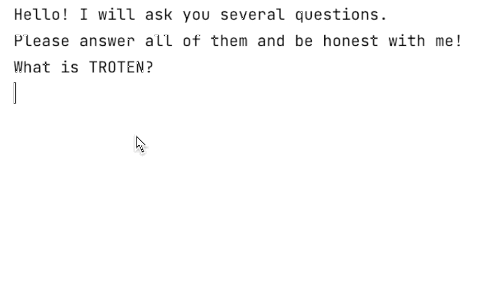 Hello! I will ask you several questions.
Please answer all of them and be honest with me!
What is TROTEN?